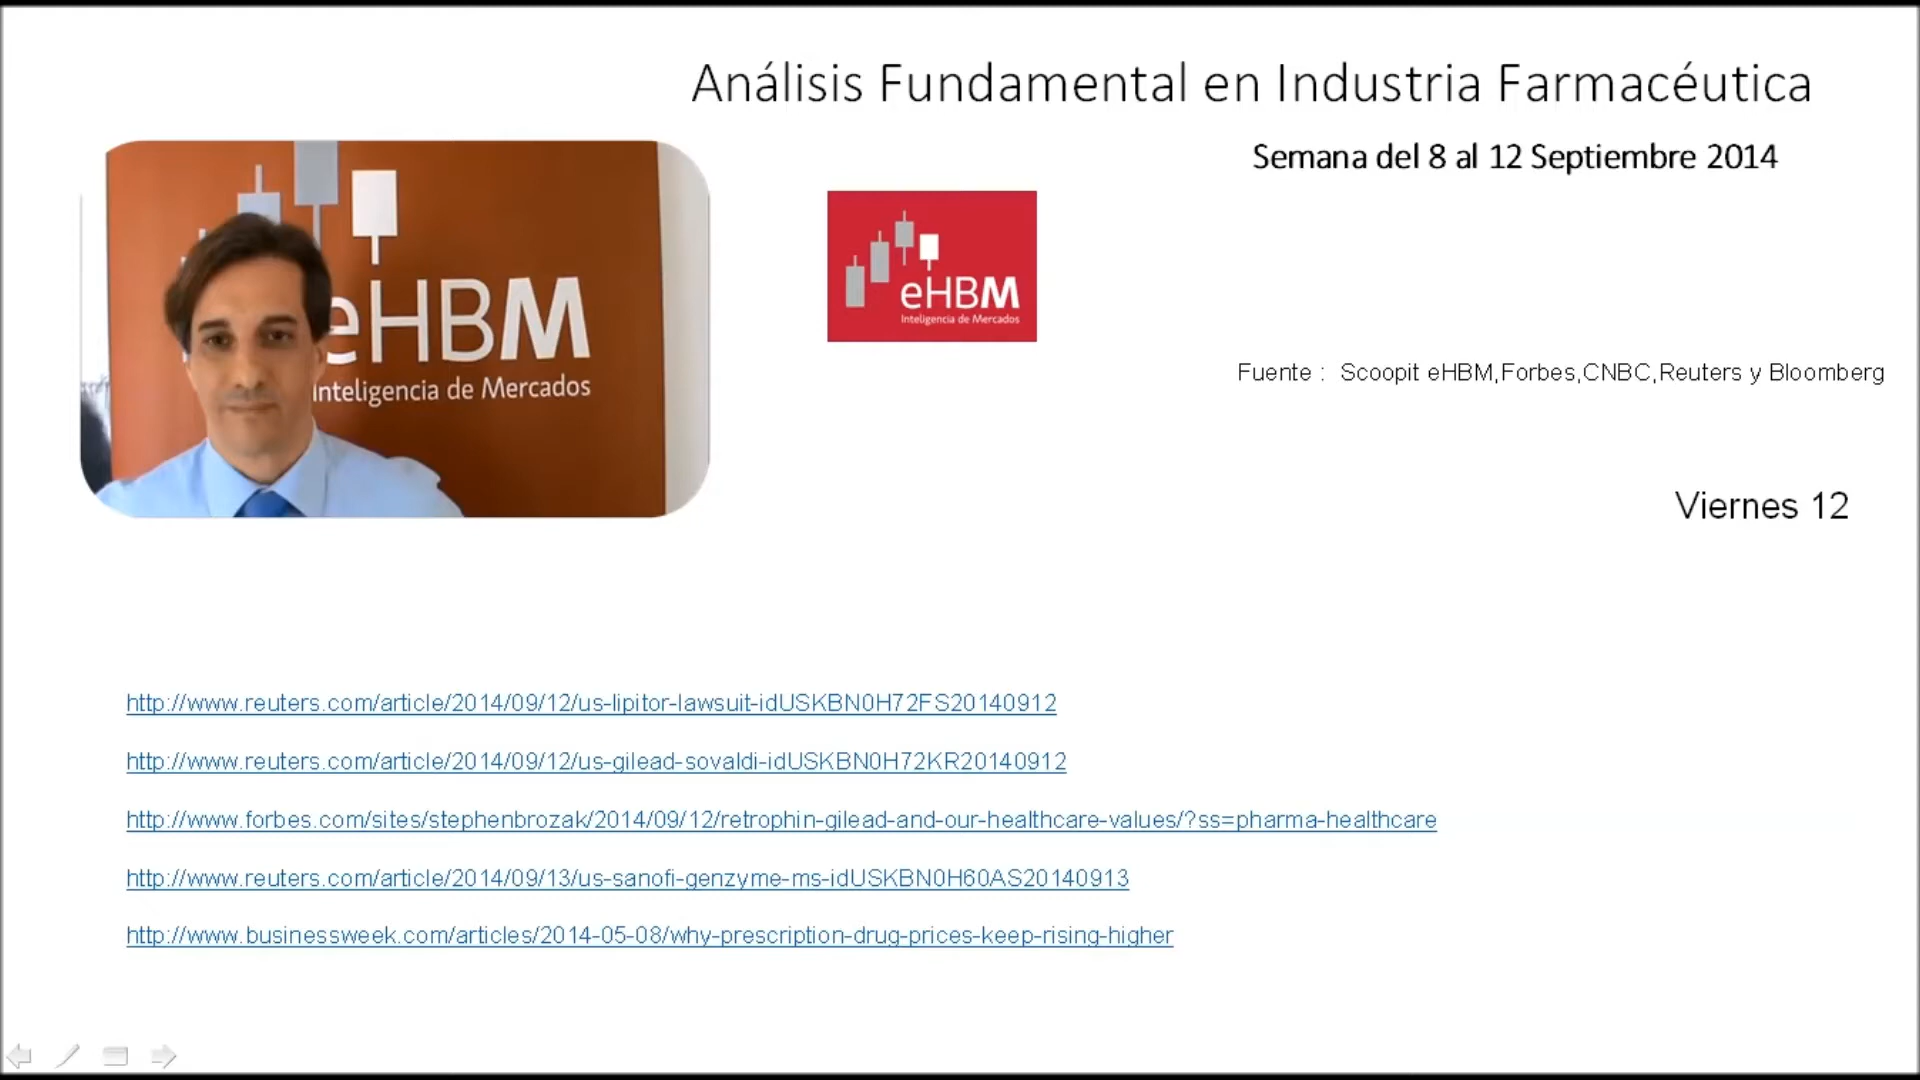 Análisis Fundamental en Industria Farmacéutica
Semana del 8 al 12 Septiembre 2014
eHBM
Inteligencia de Mercados
eHBM
Inteligencia de Mercados
Fuente : Scoopit eHBM,Forbes,CNBC,Reuters y Bloomberg
Viernes 12
http://www.reuters.com/article/2014/09/12/us-lipitor-lawsuit-idUSKBN0H72FS20140912
http://www.reuters.com/article/2014/09/12/us-gilead-sovaldi-idUSKBN0H72KR20140912
http://www.forbes.com/sites/stephenbrozak/2014/09/12/retrophin-gilead-and-our-healthcare-values/?ss=pharma-healthcare
http://www.reuters.com/article/2014/09/13/us-sanofi-genzyme-ms-idUSKBN0H60AS20140913
http://www.businessweek.com/articles/2014-05-08/why-prescription-drug-prices-keep-rising-higher